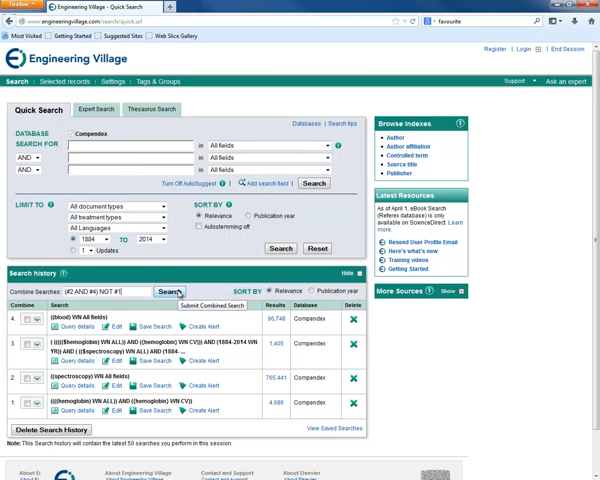 Firefox
Engineering Village - Quick Search
www.engineeringvillage.com/search/quick.url
favourite
Most Visited Getting Started Suggested Sites Web Slice Gallery
Engineering Village
Register Login End Session
Search Selected records Settings Tags & Groups Support Ask an expert
Quick Search Expert Search Thesaurus Search
Databases | Search tips
DATABASE Compendex
SEARCH FOR in All fields
AND in All fields
AND in All fields
Turn Off AutoSuggest Add search field Search
LIMIT TO
All document types
All treatment types
All Languages
1884 TO 2014
1 Updates
SORT BY
Relevance Publication year
Autostemming off
Search Reset
Browse Indexes
Author
Author affiliation
Controlled term
Source title
Publisher
Latest Resources
As of April 1, eBook Search
(Referex database) is only
available on ScienceDirect. Learn
more.
Resend User Profile Email
What's new in EI.org?
Training videos
Getting Started
More Sources Show
Search history Hide
Combine Searches: (#2 AND #4) NOT #1 Search SORT BY Relevance Publication year
Submit Combined Search
Combine Search Results Database Delete
4. ((blood) WN All fields) 96,748 Compendex
Query details Edit Save Search Create Alert
3. ( (((($hemoglobin) WN ALL)) AND ((hemoglobin) WN CV))) AND (1884-2014 WN 1,405 Compendex
YR)) AND ( (($spectroscopy) WN ALL) AND (1884- ...
Query details Edit Save Search Create Alert
2. ((spectroscopy) WN All fields) 765,441 Compendex
Query details Edit Save Search Create Alert
1. ((((hemoglobin) WN ALL)) AND ((hemoglobin) WN CV)) 4,686 Compendex
Query details Edit Save Search Create Alert
Delete Search History View Saved Searches
Note: This Search history will contain the latest 50 searches you perform in this session.
About Ei About Engineering Village Contact and Support About Elsevier